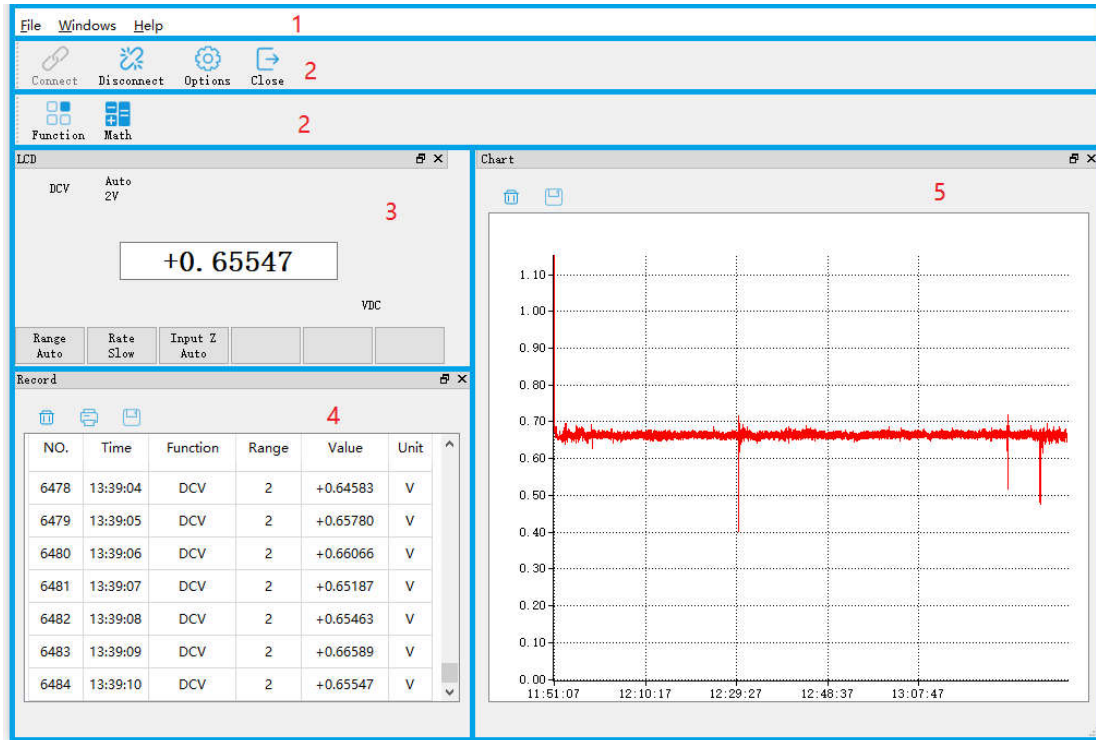 File Windows Help 1
Connect Disconnect Options Close 2
Function Math 2
LCD
DCV Auto
2V
3
+0.65547
VDC
Range Rate Input Z
Auto Slow Auto
Record
4
NO. Time Function Range Value Unit
6478 13:39:04 DCV 2 +0.64583 V
6479 13:39:05 DCV 2 +0.65780 V
6480 13:39:06 DCV 2 +0.66066 V
6481 13:39:07 DCV 2 +0.65187 V
6482 13:39:08 DCV 2 +0.65463 V
6483 13:39:09 DCV 2 +0.66589 V
6484 13:39:10 DCV 2 +0.65547 V
Chart
5
1.10
1.00
0.90
0.80
0.70
0.60
0.50
0.40
0.30
0.20
0.10
0.00
11:51:07 12:10:17 12:29:27 12:48:37 13:07:47